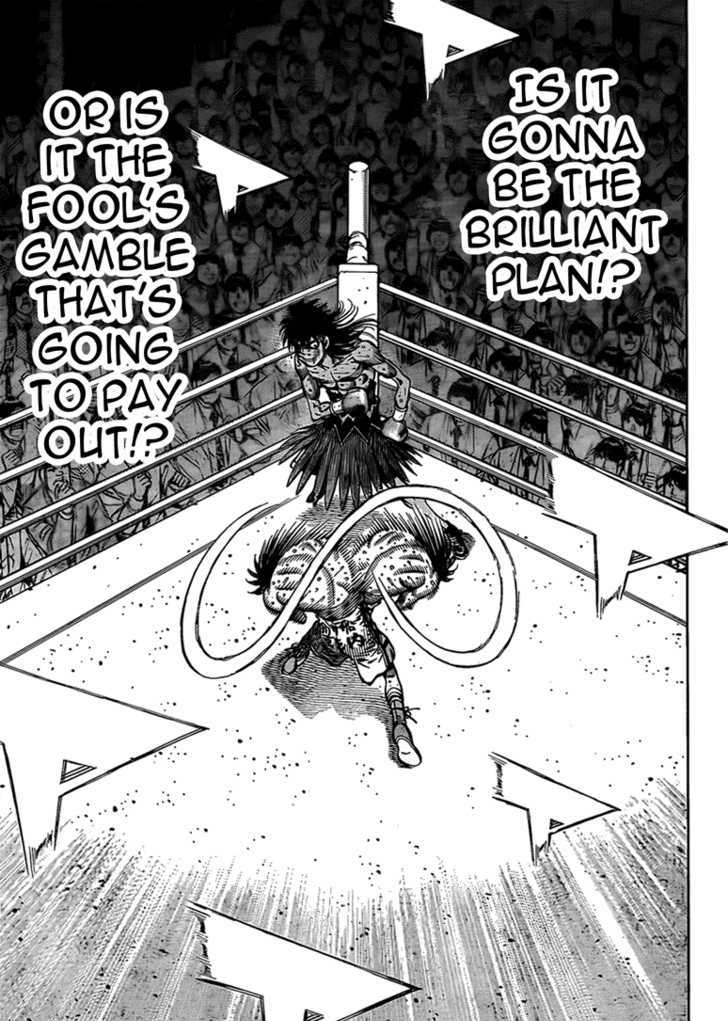 IS IT
GONNA
BE THE
BRILLIANT
PLAN!?
OR IS
IT THE
FOOL'S
GAMBLE
THAT'S
GOING
TO PAY
OUT!?